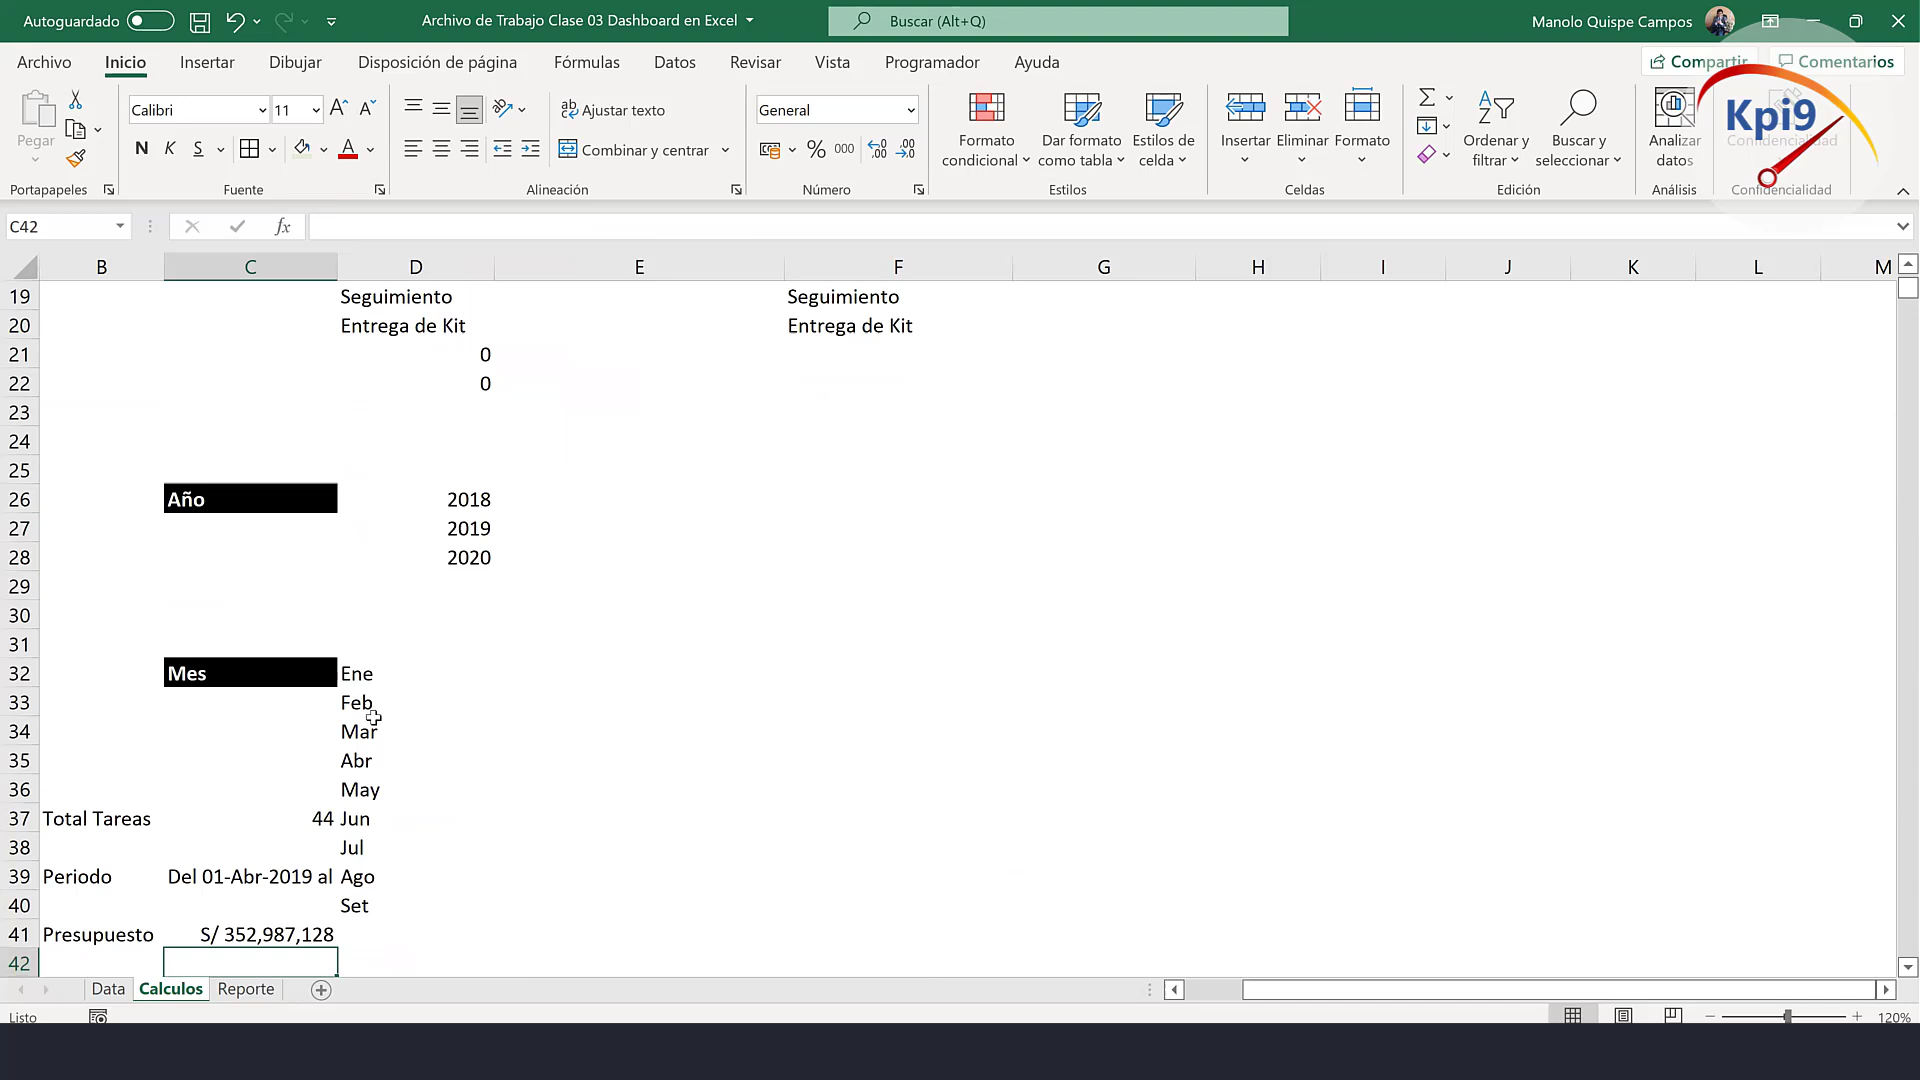 Autoguardado
Archivo de Trabajo Clase 03 Dashboard en Excel
Buscar (Alt+Q)
Manolo Quispe Campos
Archivo Inicio Insertar Dibujar Disposición de página Fórmulas Datos Revisar Vista Programador Ayuda
Compartir Comentarios
Pegar
Portapapeles
Calibri 11
N K S
Fuente
Ajustar texto
Combinar y centrar
Alineación
General
% 000
Número
Formato condicional
Dar formato como tabla
Estilos de celda
Estilos
Insertar Eliminar Formato
Celdas
Ordenar y filtrar
Buscar y seleccionar
Edición
Analizar datos
Análisis
Confidencialidad
Confidencialidad
Kpi9
C42 fx
B C D E F G H I J K L M
19 Seguimiento Seguimiento
20 Entrega de Kit Entrega de Kit
21 0
22 0
23
24
25
26 Año 2018
27 2019
28 2020
29
30
31
32 Mes Ene
33 Feb
34 Mar
35 Abr
36 May
37 Total Tareas 44 Jun
38 Jul
39 Periodo Del 01-Abr-2019 al Ago
40 Set
41 Presupuesto S/ 352,987,128
42
Data Calculos Reporte
Listo 120%